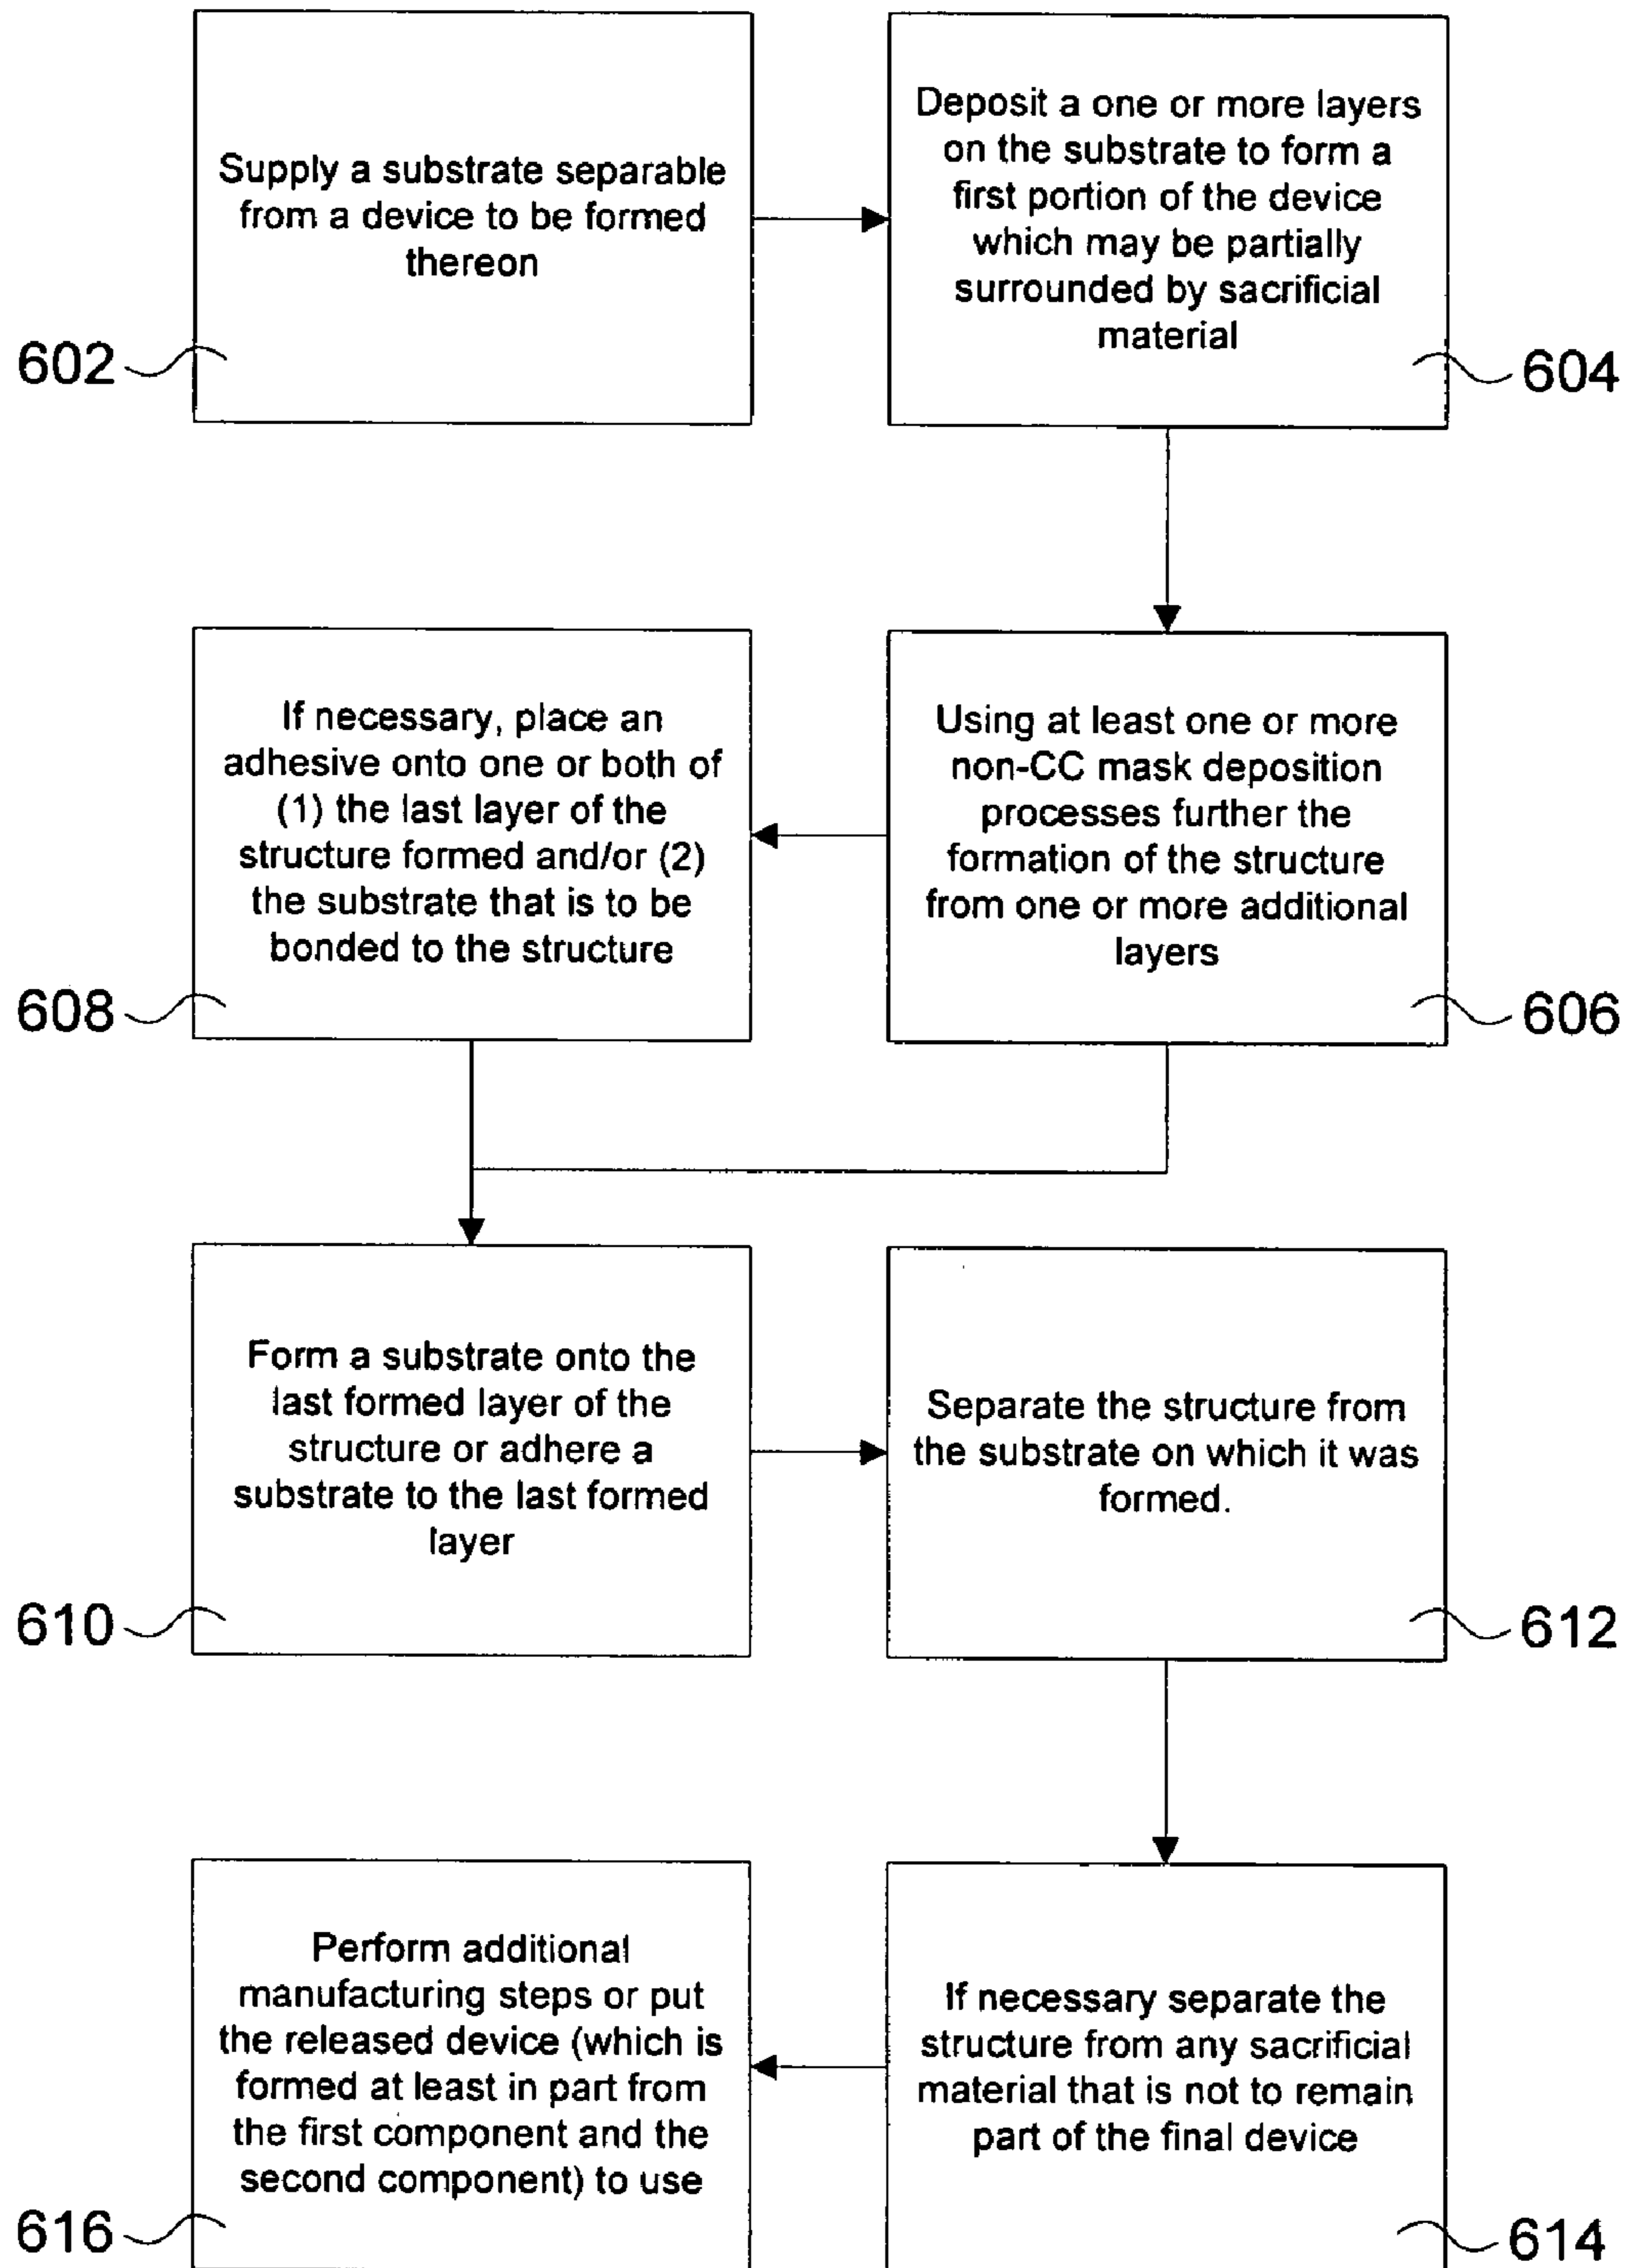 Supply a substrate separable
from a device to be formed
thereon
602
Deposit a one or more layers
on the substrate to form a
first portion of the device
which may be partially
surrounded by sacrificial
material
604
Using at least one or more
non-CC mask deposition
processes further the
formation of the structure
from one or more additional
layers
606
If necessary, place an
adhesive onto one or both of
(1) the last layer of the
structure formed and/or (2)
the substrate that is to be
bonded to the structure
608
Form a substrate onto the
last formed layer of the
structure or adhere a
substrate to the last formed
layer
610
Separate the structure from
the substrate on which it was
formed.
612
If necessary separate the
structure from any sacrificial
material that is not to remain
part of the final device
614
Perform additional
manufacturing steps or put
the released device (which is
formed at least in part from
the first component and the
second component) to use
616